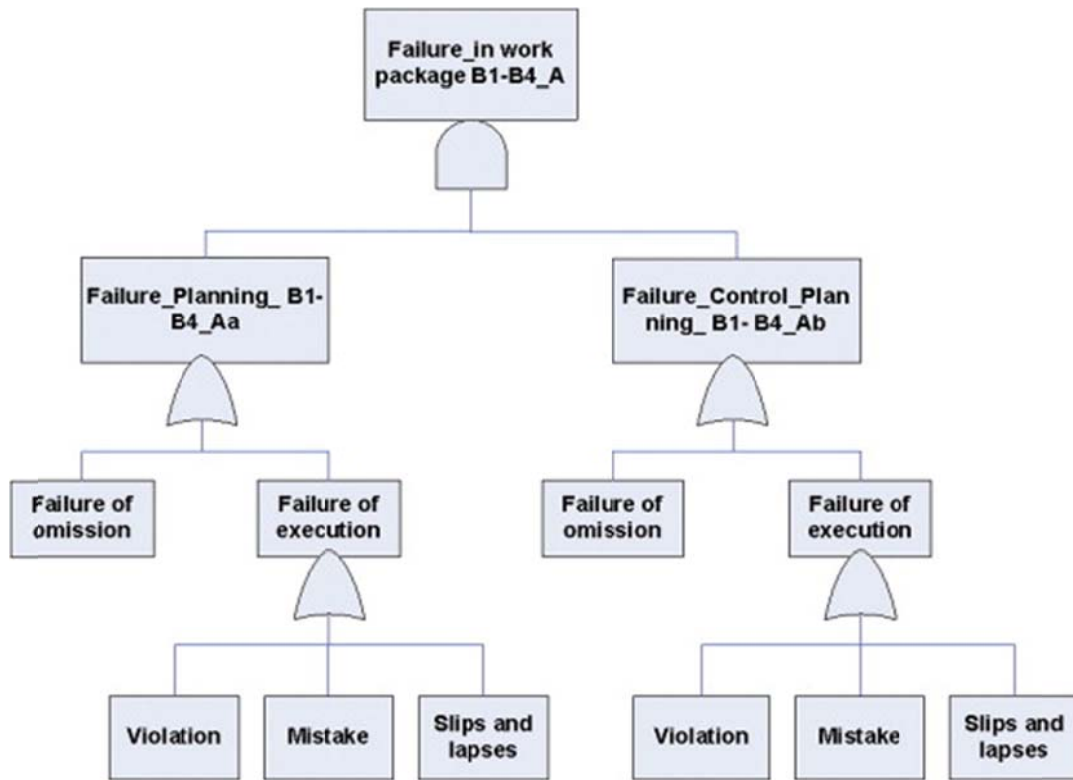 Failure_in work
package B1-B4_A
Failure_Planning_ B1-
B4_Aa
Failure_Control_Plan
ning_ B1- B4_Ab
Failure of
omission
Failure of
execution
Failure of
omission
Failure of
execution
Violation
Mistake
Slips and
lapses
Violation
Mistake
Slips and
lapses